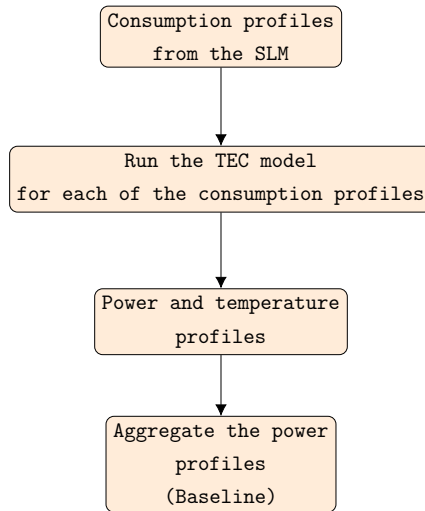 Consumption profiles
from the SLM
Run the TEC model
for each of the consumption profiles
Power and temperature
profiles
Aggregate the power
profiles
(Baseline)